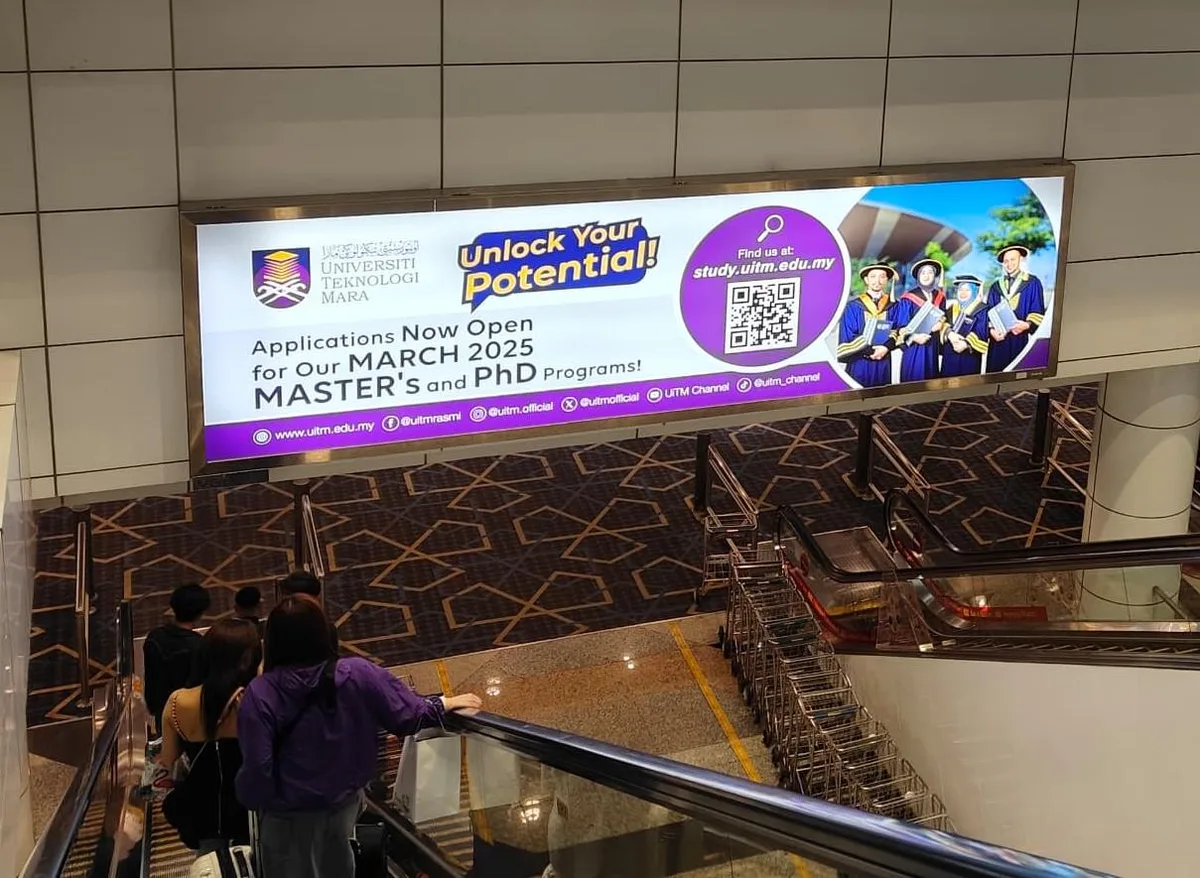 UNIVERSITI
TEKNOLOGI
MARA
Unlock Your
Potential!
Applications Now Open
for Our MARCH 2025
MASTER's and PhD Programs!
Find us at:
study.uitm.edu.my
www.uitm.edu.my @uitmrasmi @uitm.official @uitmofficial UiTM Channel @uitm_channel